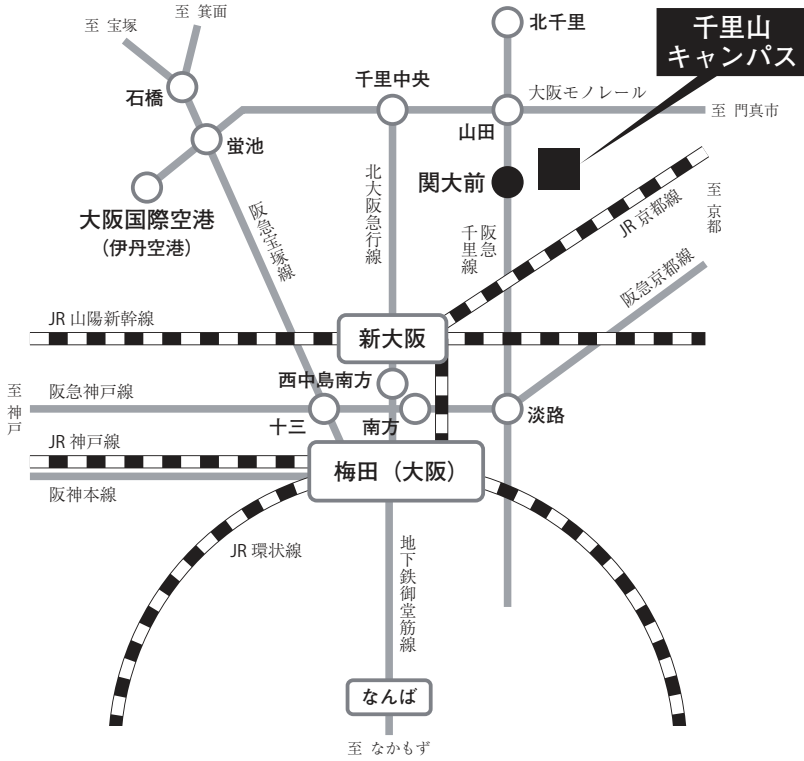 至 宝塚
至 箕面
北千里
千里山
キャンパス
石橋
千里中央
大阪モノレール
至 門真市
蛍池
山田
関大前
大阪国際空港
(伊丹空港)
阪急宝塚線
北大阪急行線
阪急
千里線
JR 京都線
至 京都
阪急京都線
JR 山陽新幹線
新大阪
西中島南方
至 神戸
阪急神戸線
十三
南方
淡路
JR 神戸線
梅田（大阪）
阪神本線
JR 環状線
地下鉄御堂筋線
なんば
至 なかもず